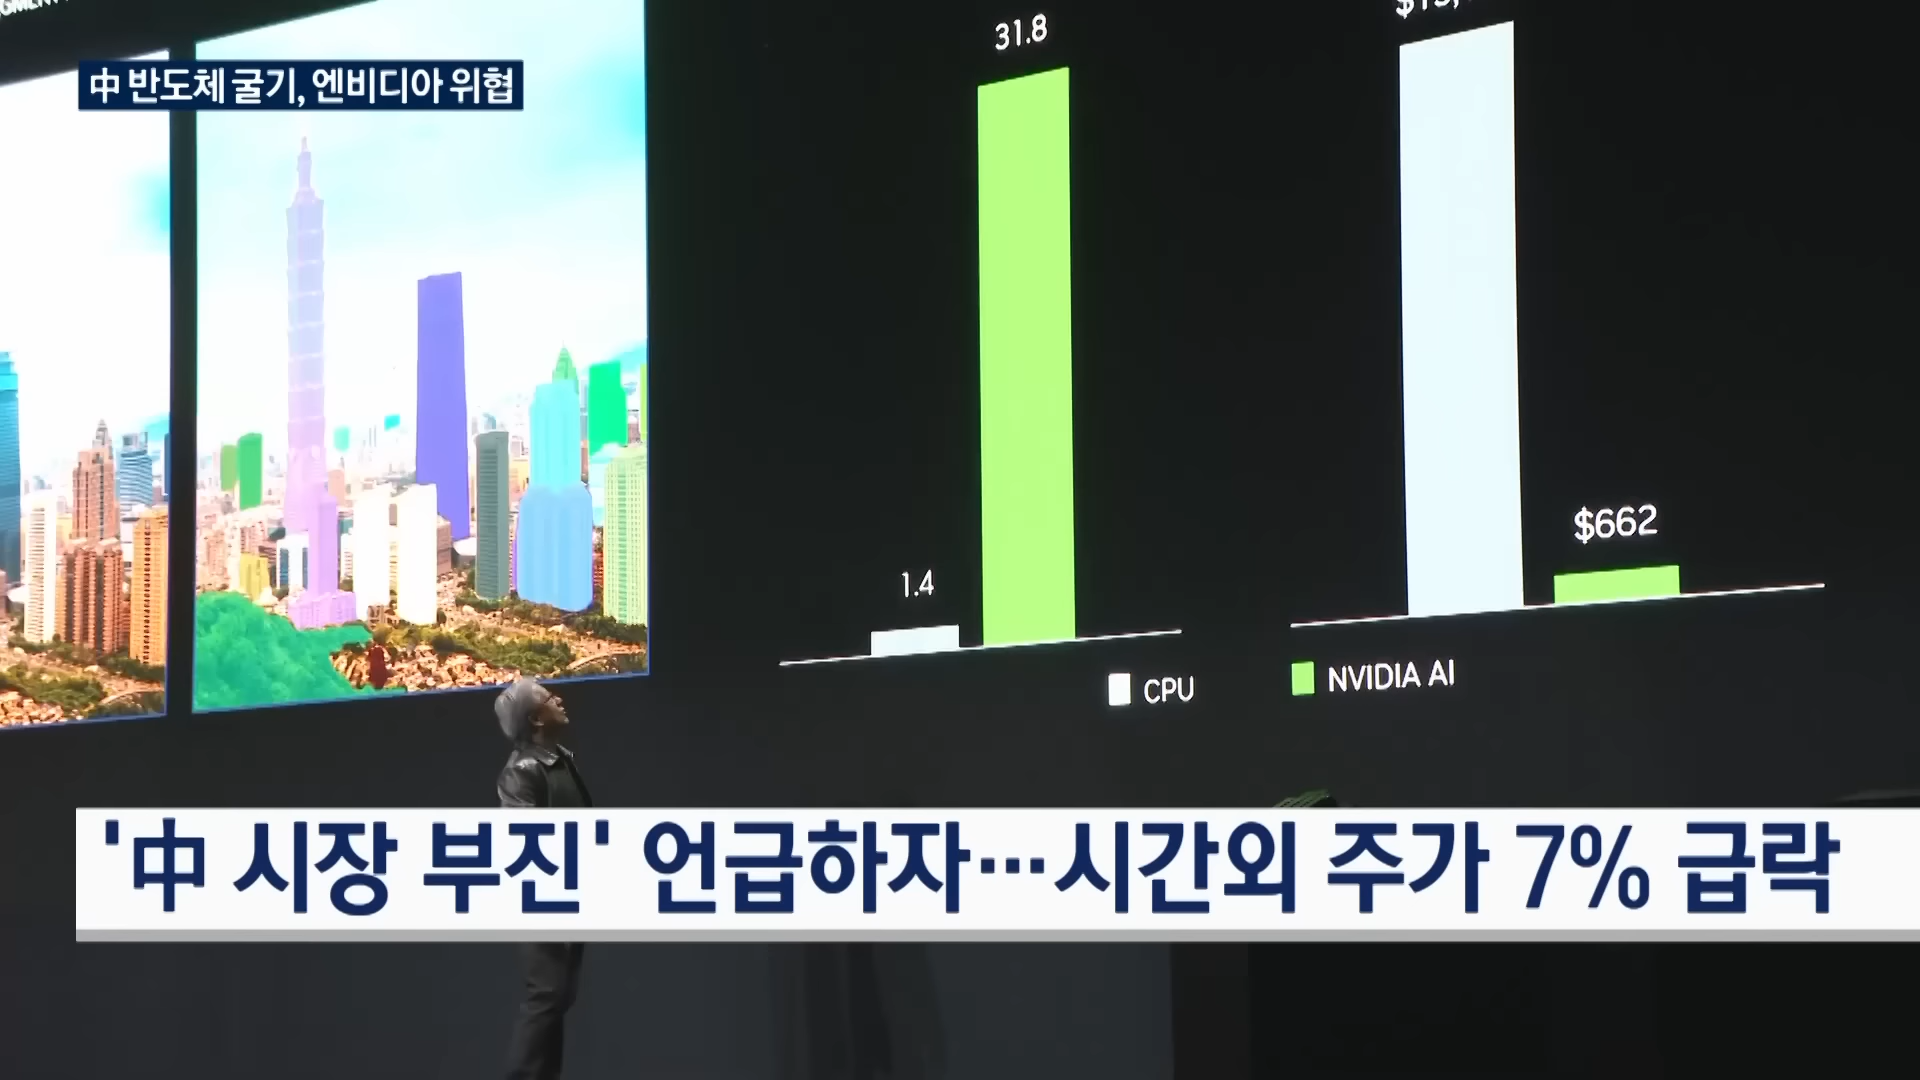 中 반도체 굴기, 엔비디아 위협
31.8
1.4
$662
CPU
NVIDIA AI
'中 시장 부진' 언급하자…시간외 주가 7% 급락